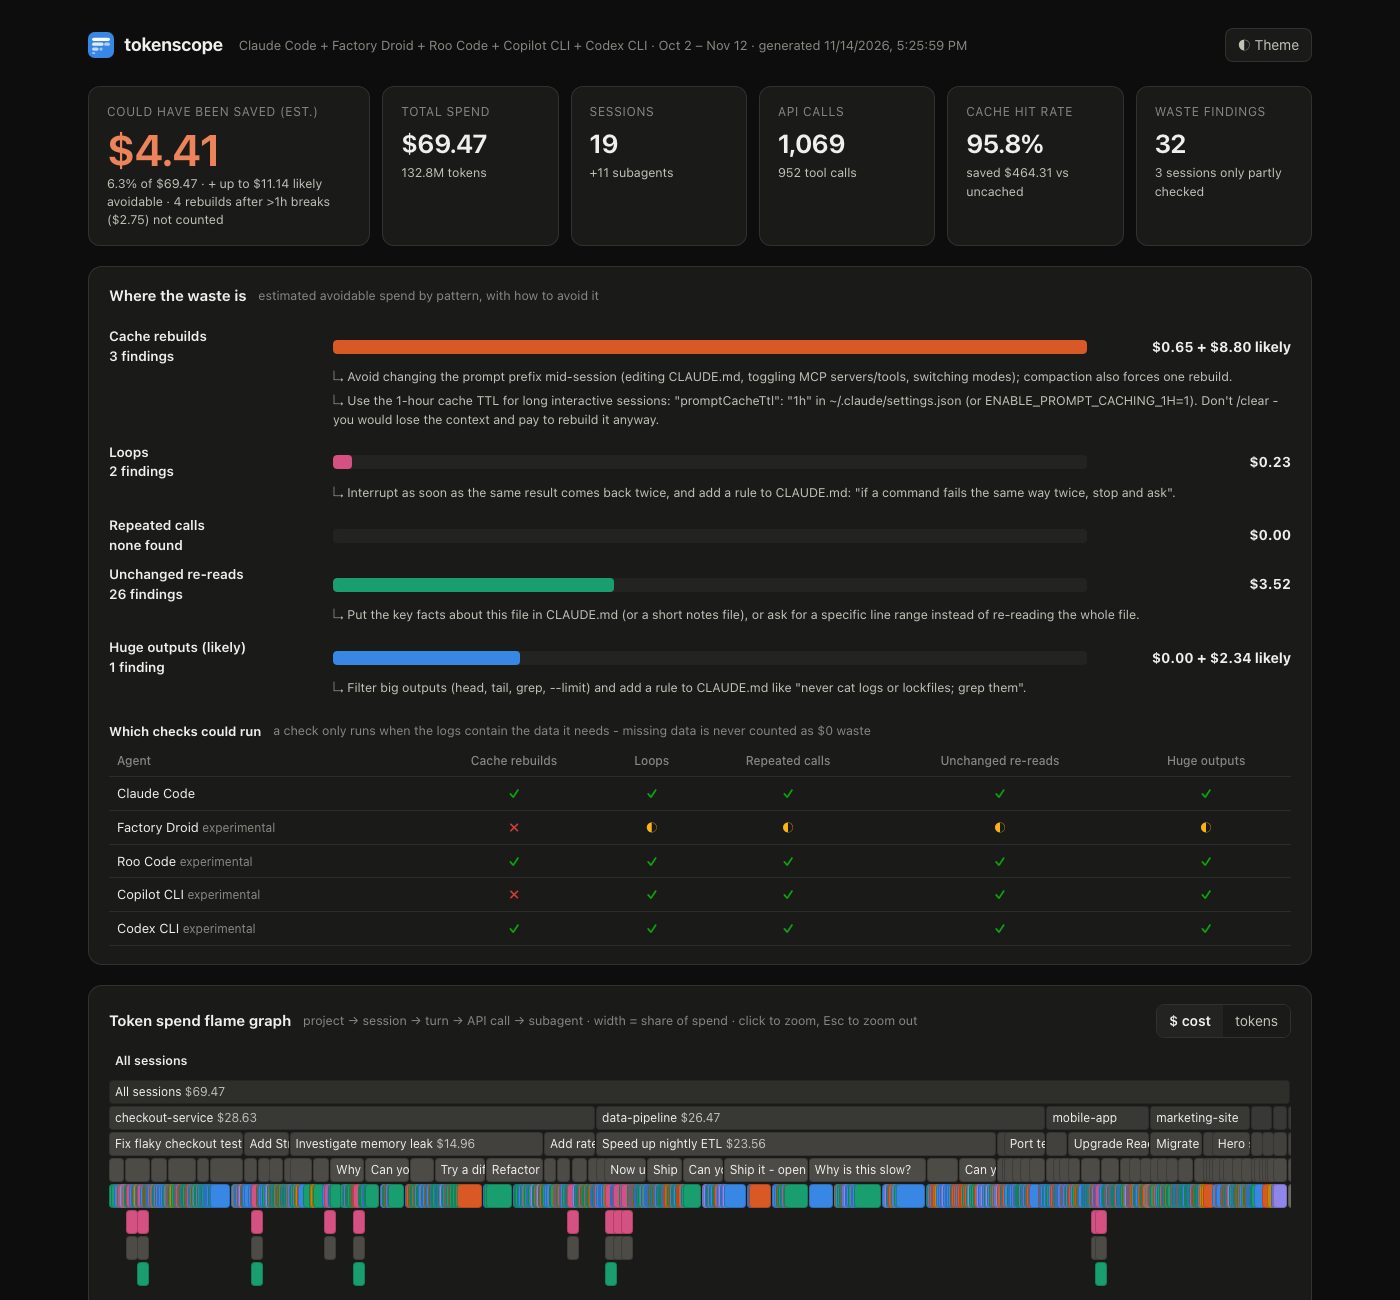 tokenscope Claude Code + Factory Droid + Roo Code + Copilot CLI + Codex CLI · Oct 2 – Nov 12 · generated 11/14/2026, 5:25:59 PM
Theme
COULD HAVE BEEN SAVED (EST.)
$4.41
6.3% of $69.47 · + up to $11.14 likely
avoidable · 4 rebuilds after >1h breaks
($2.75) not counted
TOTAL SPEND
$69.47
132.8M tokens
SESSIONS
19
+11 subagents
API CALLS
1,069
952 tool calls
CACHE HIT RATE
95.8%
saved $464.31 vs
uncached
WASTE FINDINGS
32
3 sessions only partly
checked
Where the waste is estimated avoidable spend by pattern, with how to avoid it
Cache rebuilds
3 findings
$0.65 + $8.80 likely
Avoid changing the prompt prefix mid-session (editing CLAUDE.md, toggling MCP servers/tools, switching modes); compaction also forces one rebuild.
Use the 1-hour cache TTL for long interactive sessions: "promptCacheTtl": "1h" in ~/.claude/settings.json (or ENABLE_PROMPT_CACHING_1H=1). Don't /clear -
you would lose the context and pay to rebuild it anyway.
Loops
2 findings
$0.23
Interrupt as soon as the same result comes back twice, and add a rule to CLAUDE.md: "if a command fails the same way twice, stop and ask".
Repeated calls
none found
$0.00
Unchanged re-reads
26 findings
$3.52
Put the key facts about this file in CLAUDE.md (or a short notes file), or ask for a specific line range instead of re-reading the whole file.
Huge outputs (likely)
1 finding
$0.00 + $2.34 likely
Filter big outputs (head, tail, grep, --limit) and add a rule to CLAUDE.md like "never cat logs or lockfiles; grep them".
Which checks could run a check only runs when the logs contain the data it needs - missing data is never counted as $0 waste
Agent Cache rebuilds Loops Repeated calls Unchanged re-reads Huge outputs
Claude Code
Factory Droid experimental
Roo Code experimental
Copilot CLI experimental
Codex CLI experimental
Token spend flame graph project → session → turn → API call → subagent · width = share of spend · click to zoom, Esc to zoom out
$ cost tokens
All sessions
All sessions $69.47
checkout-service $28.63 data-pipeline $26.47 mobile-app marketing-site
Fix flaky checkout test Add St Investigate memory leak $14.96 Add rate Speed up nightly ETL $23.56 Port te Upgrade Rea Migrate Hero
Why Can yo Try a dif Refactor Now u Ship Can yo Ship it - open Why is this slow? Can y